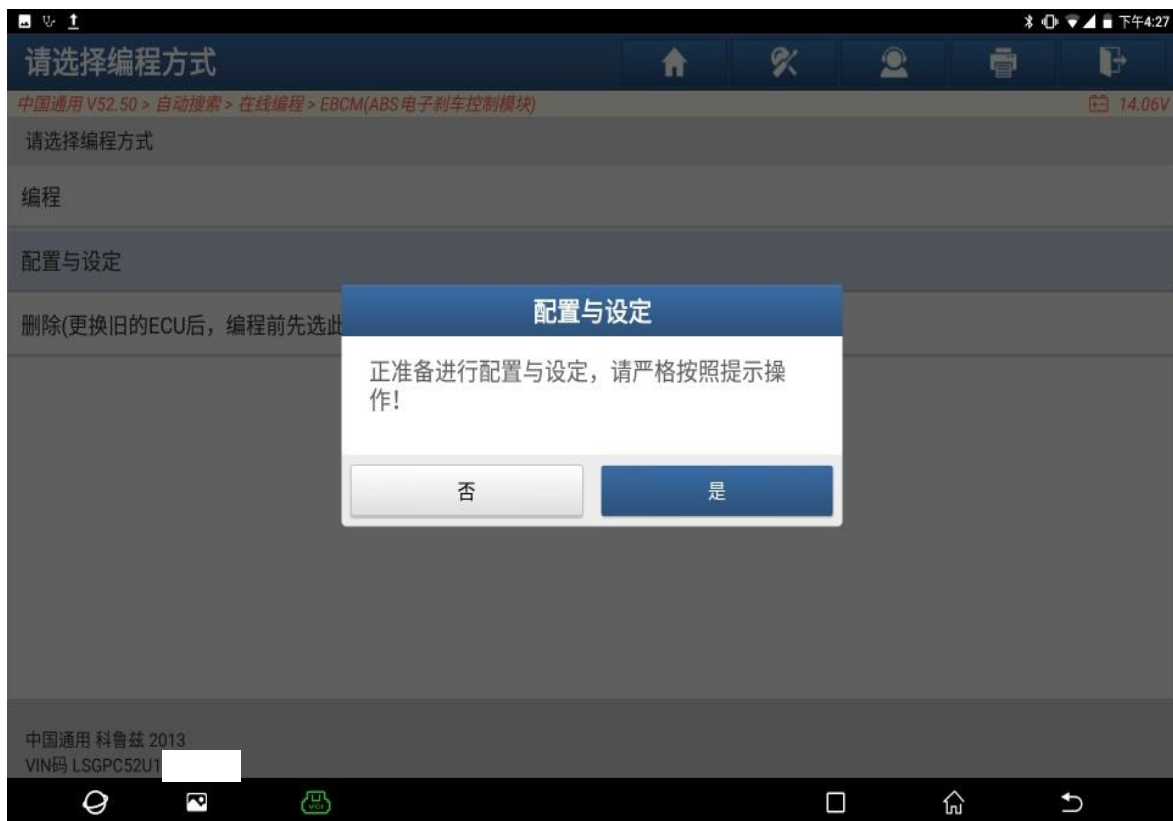 下午4:27
请选择编程方式
中国通用 V52.50 > 自动搜索 > 在线编程 > EBCM(ABS电子刹车控制模块)
14.06V
请选择编程方式
编程
配置与设定
删除(更换旧的ECU后，编程前先选此
配置与设定
正准备进行配置与设定，请严格按照提示操
作！
否
是
中国通用 科鲁兹 2013
VIN码 LSGPC52U1
VCI